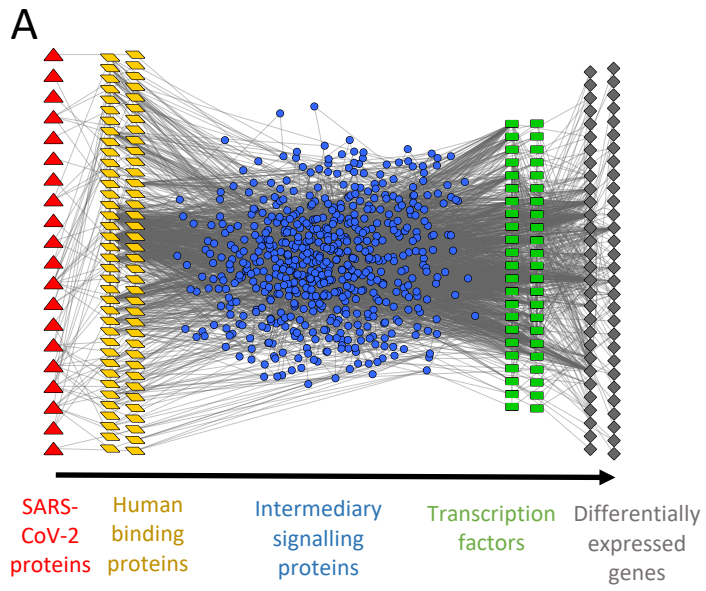 A
SARS-
CoV-2
proteins
Human
binding
proteins
Intermediary
signalling
proteins
Transcription
factors
Differentially
expressed
genes